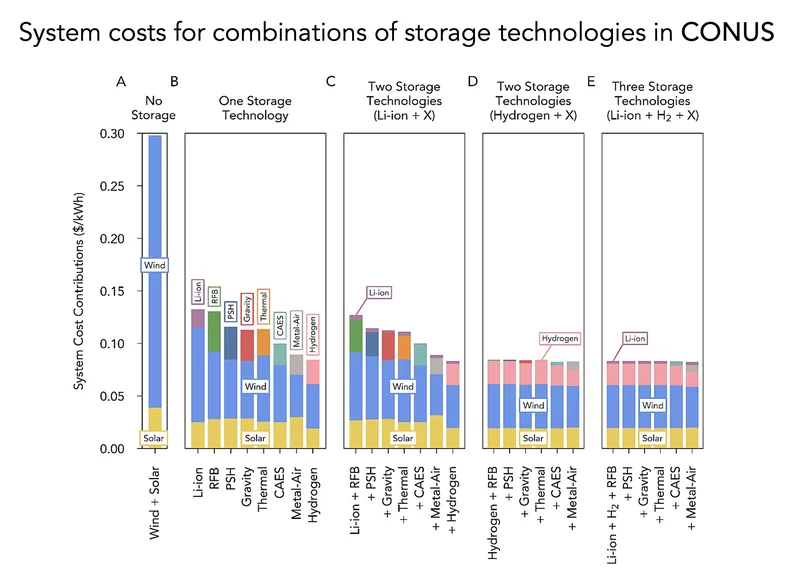 System costs for combinations of storage technologies in CONUS
A
No
Storage
B
One Storage
Technology
C
Two Storage
Technologies
(Li-ion + X)
D
Two Storage
Technologies
(Hydrogen + X)
E
Three Storage
Technologies
(Li-ion + H₂ + X)
System Cost Contributions ($/kWh)
0.30
0.25
0.20
0.15
0.10
0.05
0.00
Wind
Solar
Li-ion
RFB
PSH
Gravity
Thermal
CAES
Metal-Air
Hydrogen
Wind
Solar
Li-ion
Wind
Solar
Hydrogen
Wind
Solar
Li-ion
Wind
Solar
Wind + Solar
Li-ion
RFB
PSH
Gravity
Thermal
CAES
Metal-Air
Hydrogen
Li-ion + RFB
+ PSH
+ Gravity
+ Thermal
+ CAES
+ Metal-Air
+ Hydrogen
Hydrogen + RFB
+ PSH
+ Gravity
+ Thermal
+ CAES
+ Metal-Air
Li-ion + H₂ + RFB
+ PSH
+ Gravity
+ Thermal
+ CAES
+ Metal-Air